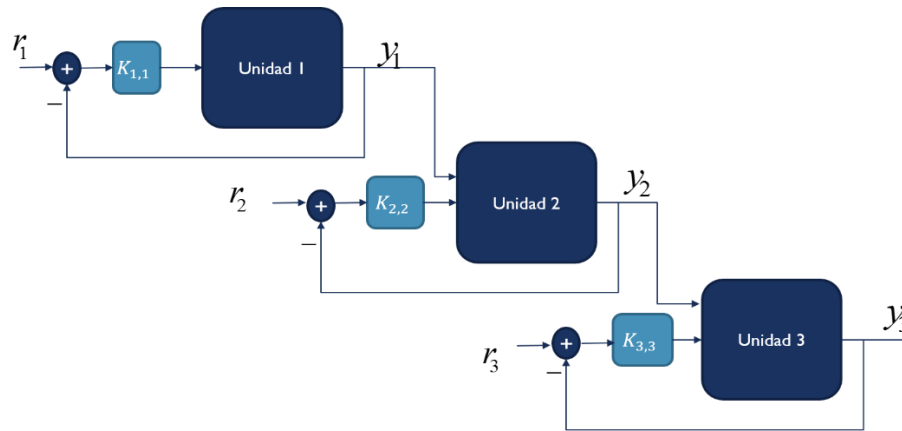 r₁
+
−
K₁,₁
Unidad 1
y₁
r₂
+
−
K₂,₂
Unidad 2
y₂
r₃
+
−
K₃,₃
Unidad 3
y